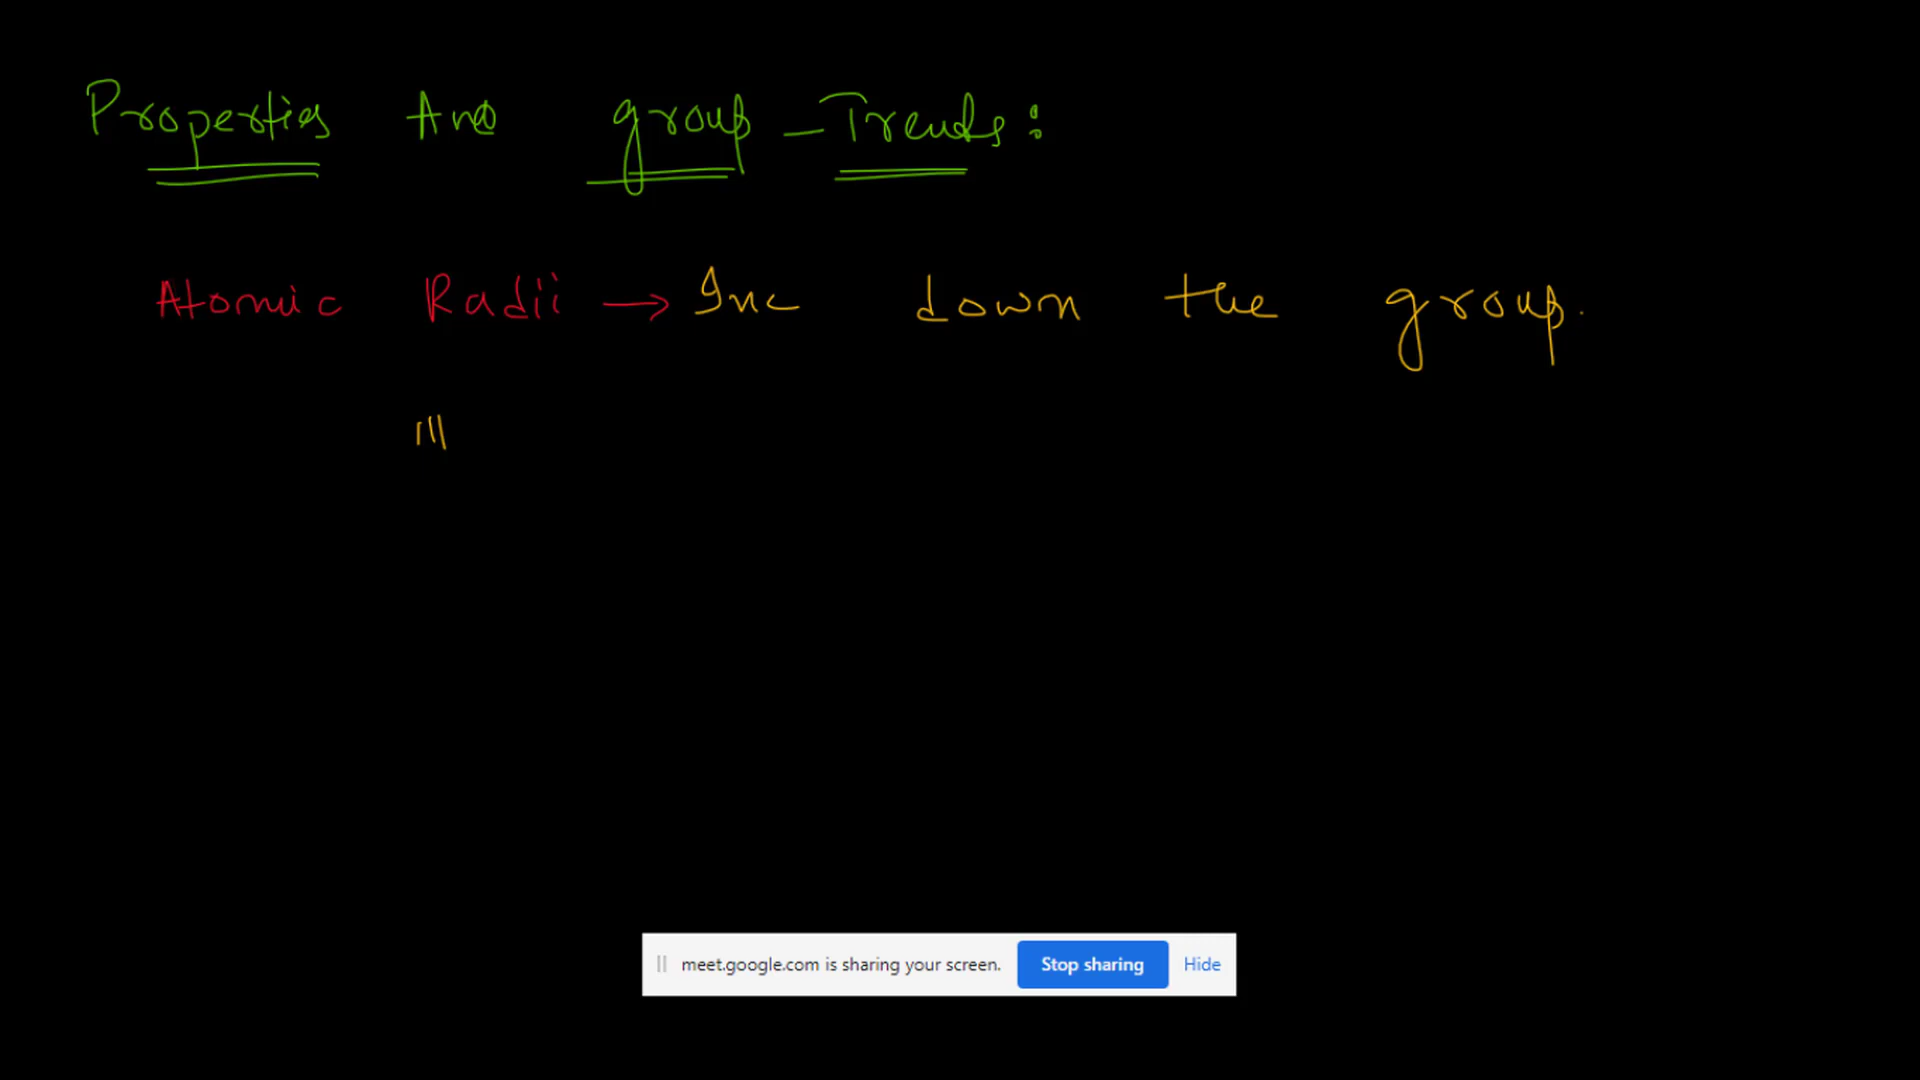 Properties And group - Trends:
Atomic Radii → Inc down the group.
111
meet.google.com is sharing your screen. Stop sharing Hide